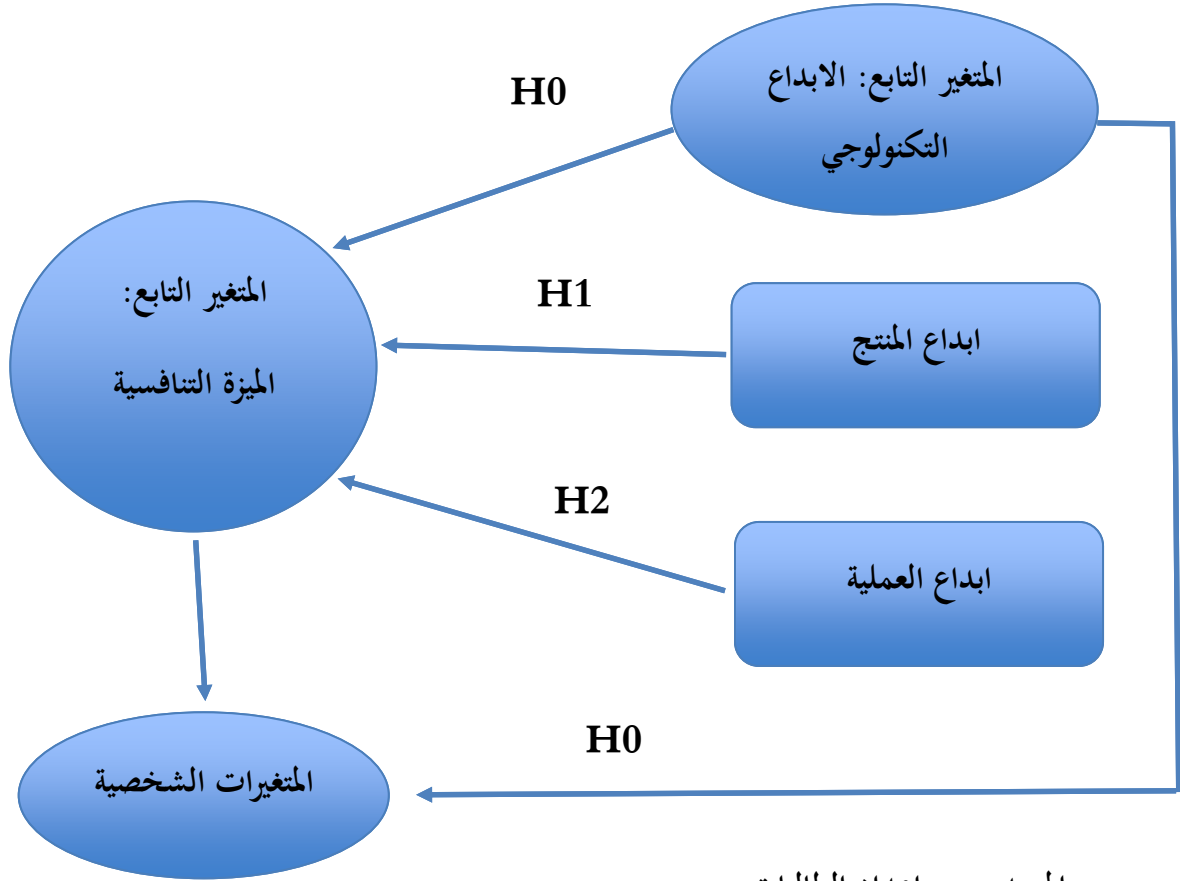 المتغير التابع: الابداع
التكنولوجي
H0
المتغير التابع:
الميزة التنافسية
H1
ابداع المنتج
H2
ابداع العملية
H0
المتغيرات الشخصية